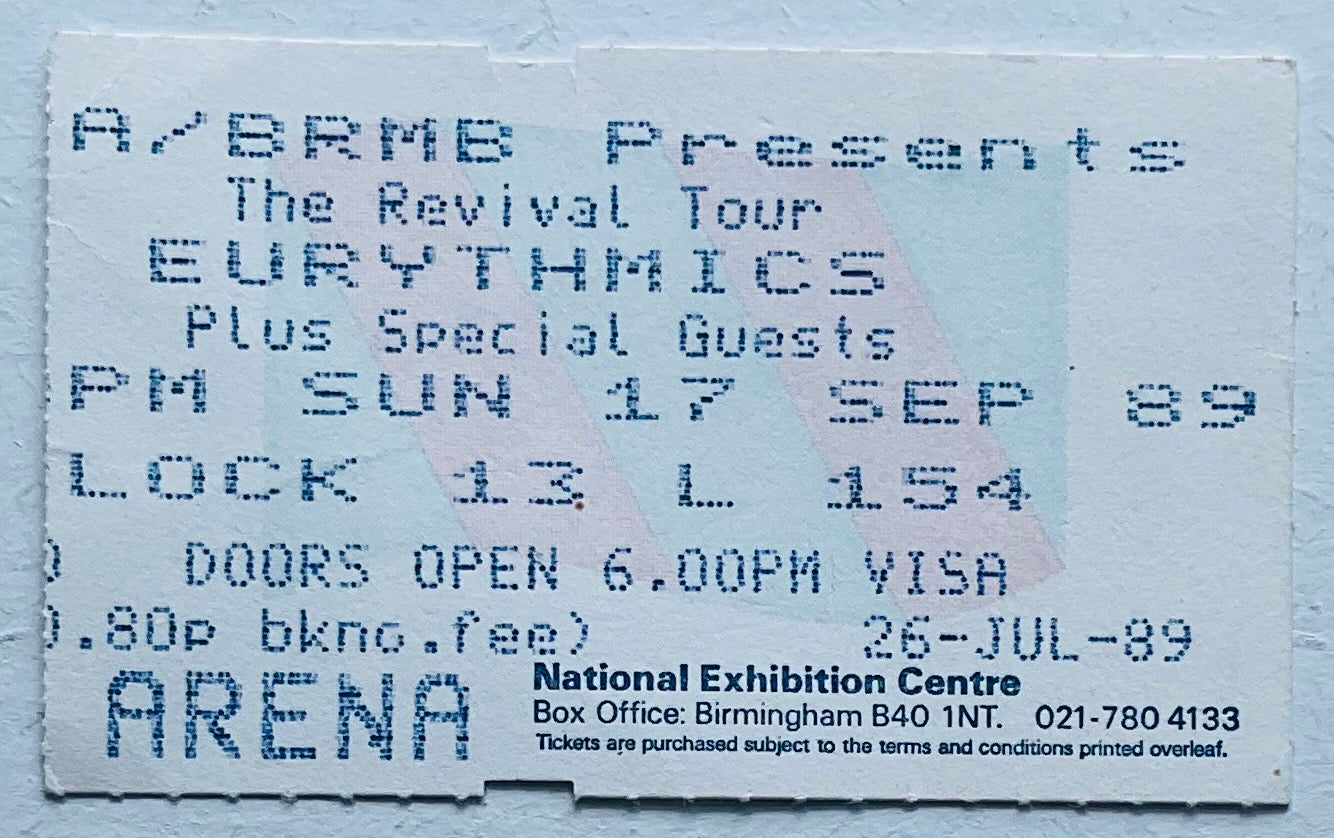 A/BRMB Presents
The Revival Tour
EURYTHMICS
Plus Special Guests
PM SUN 17 SEP 89
LOCK 13 L 154
DOORS OPEN 6.00PM VISA
.80p bkng.fee) 26-JUL-89
ARENA
National Exhibition Centre
Box Office: Birmingham B40 1NT. 021-780 4133
Tickets are purchased subject to the terms and conditions printed overleaf.